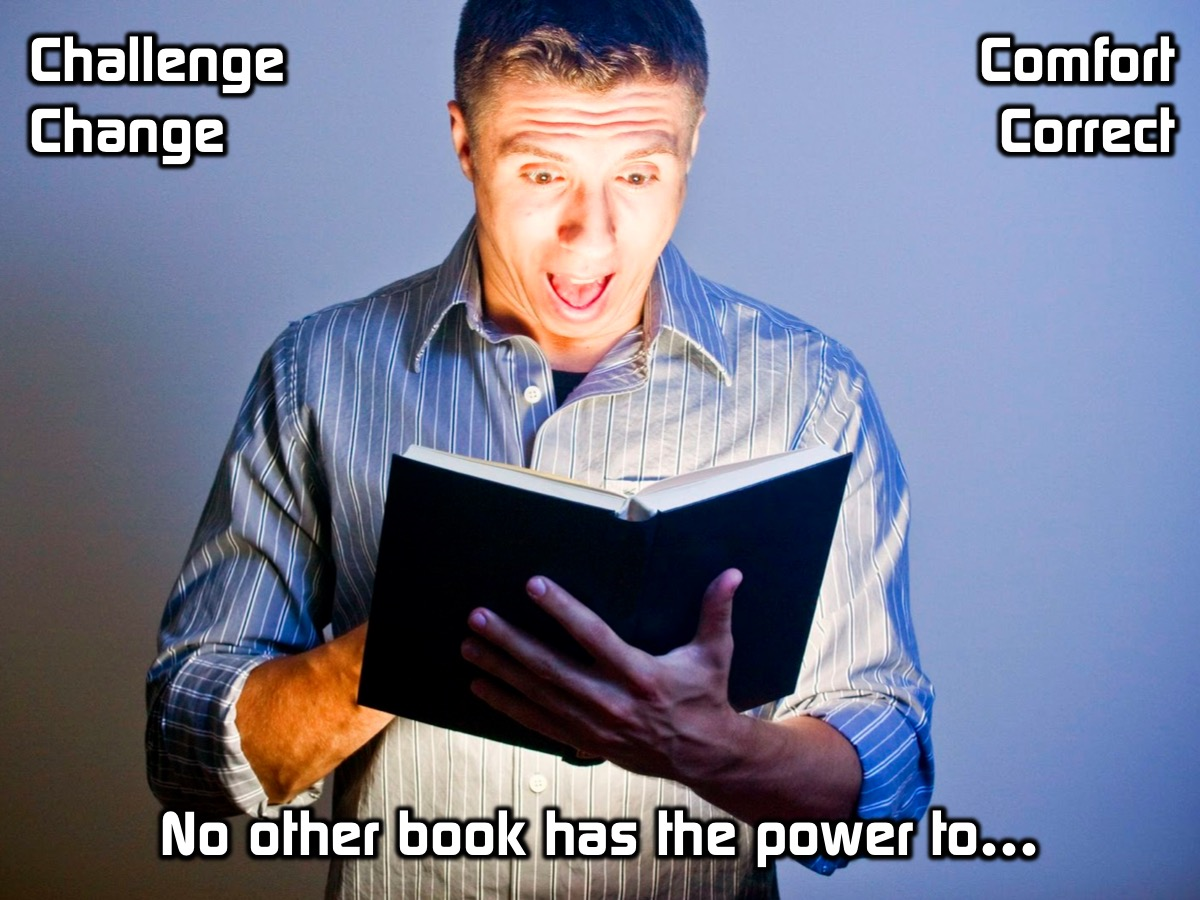 Challenge
Change
Comfort
Correct
No other book has the power to...